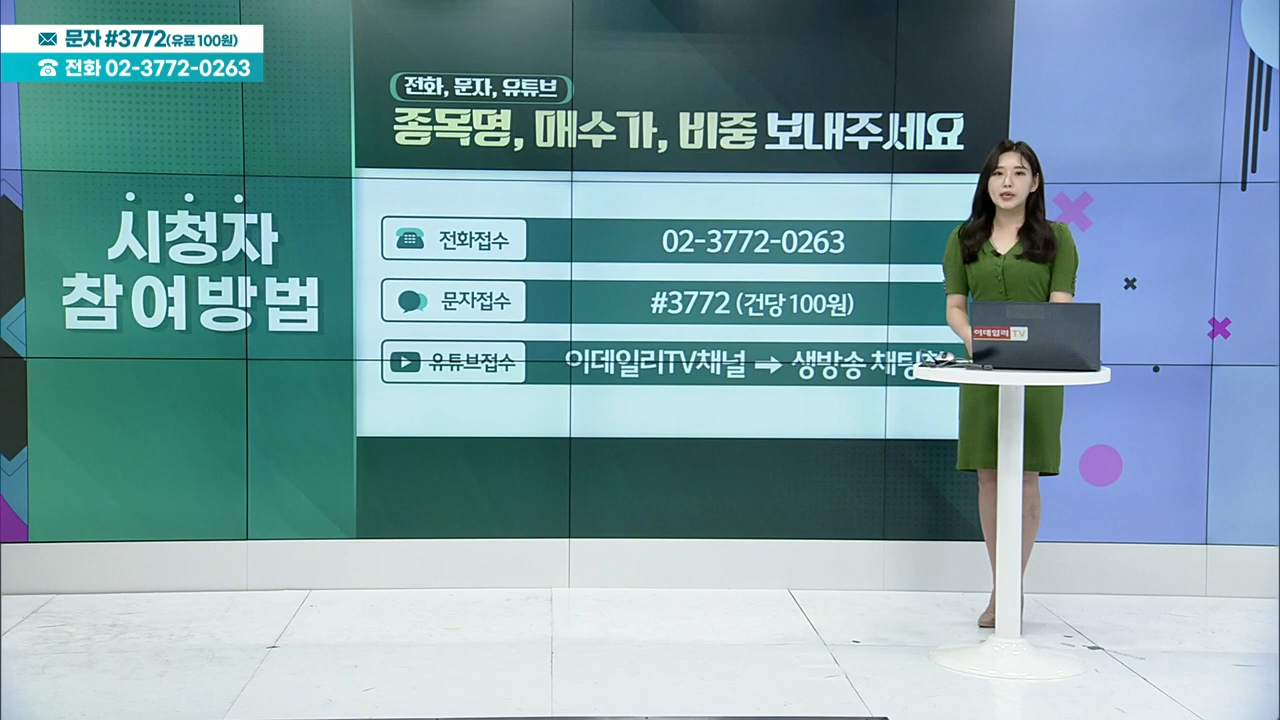 문자 #3772(유료 100원)
전화 02-3772-0263
전화, 문자, 유튜브
종목명, 매수가, 비중 보내주세요
시청자
참여방법
전화접수 02-3772-0263
문자접수 #3772 (건당 100원)
유튜브접수 이데일리TV채널 → 생방송 채팅창
이데일리 TV